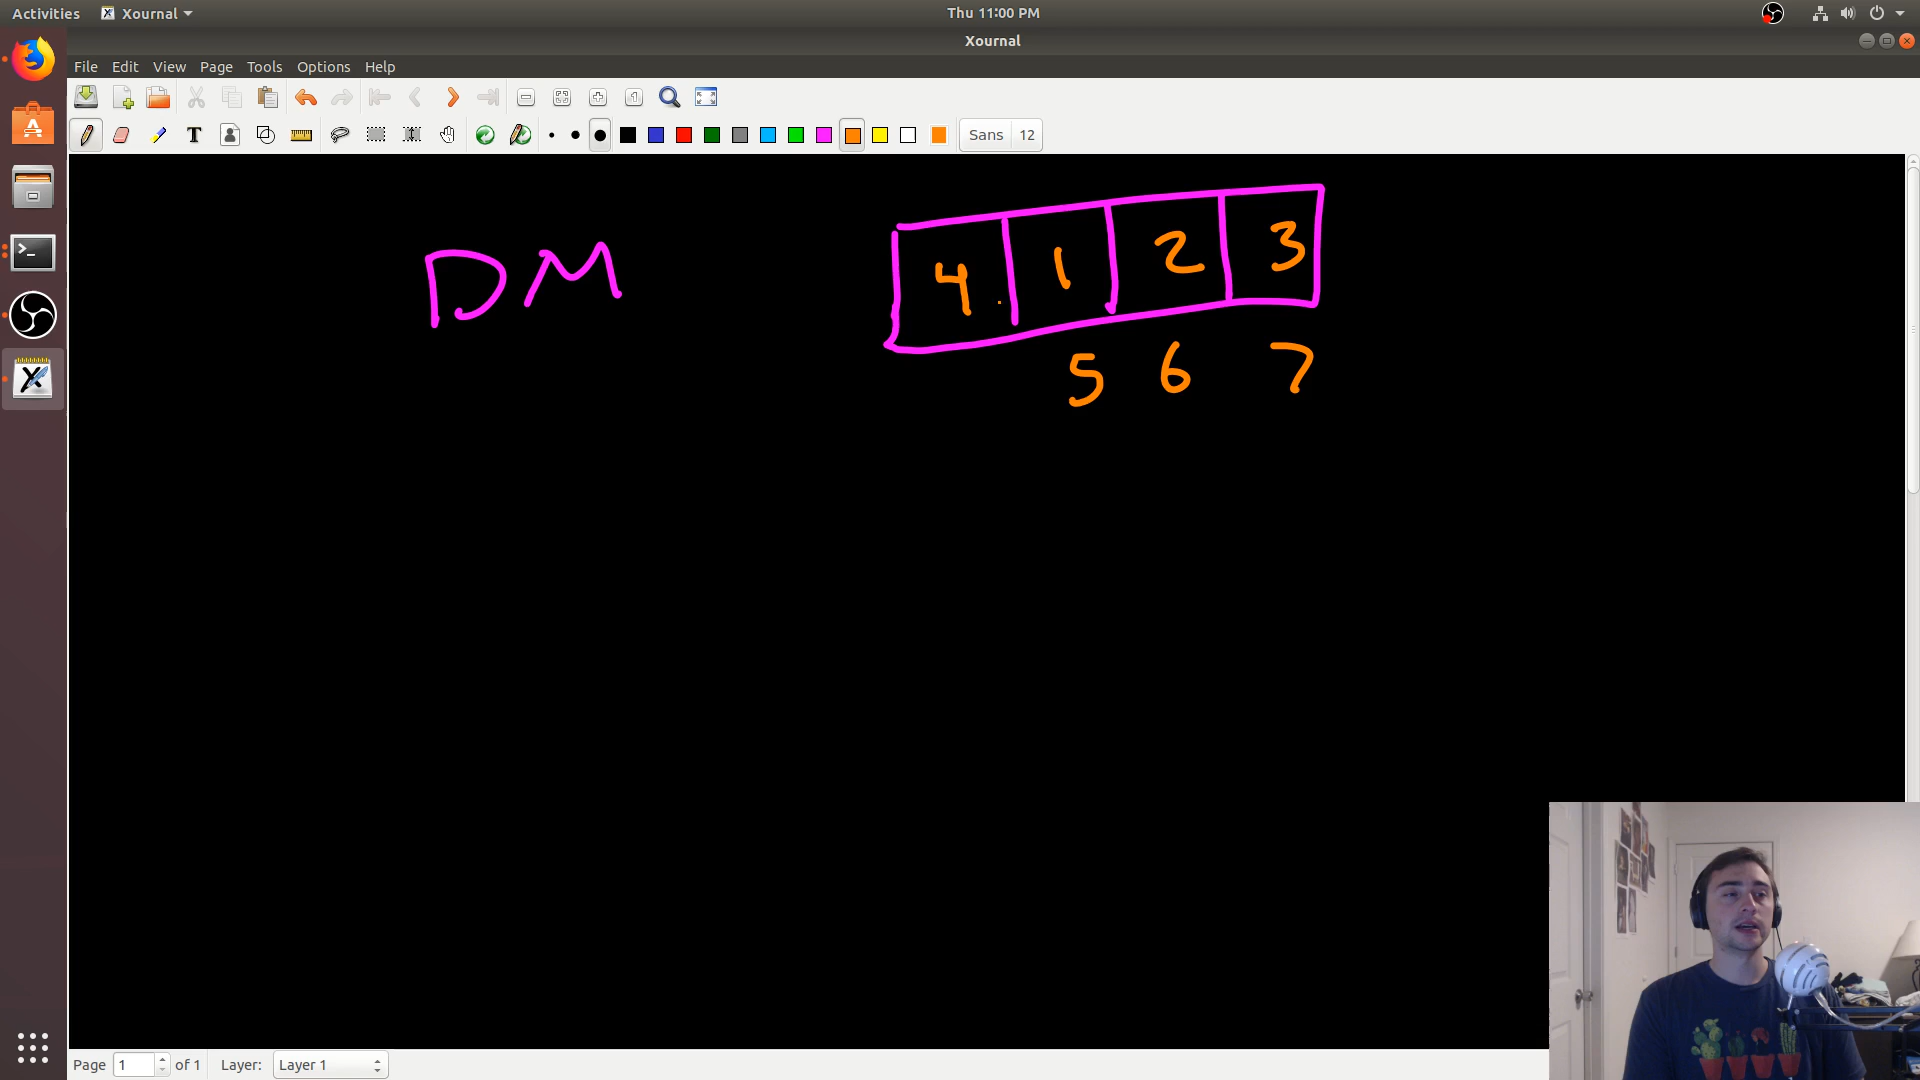 Activities Xournal Thu 11:00 PM
Xournal
File Edit View Page Tools Options Help
Sans 12
DM 4 1 2 3
5 6 7
Page 1 of 1 Layer: Layer 1